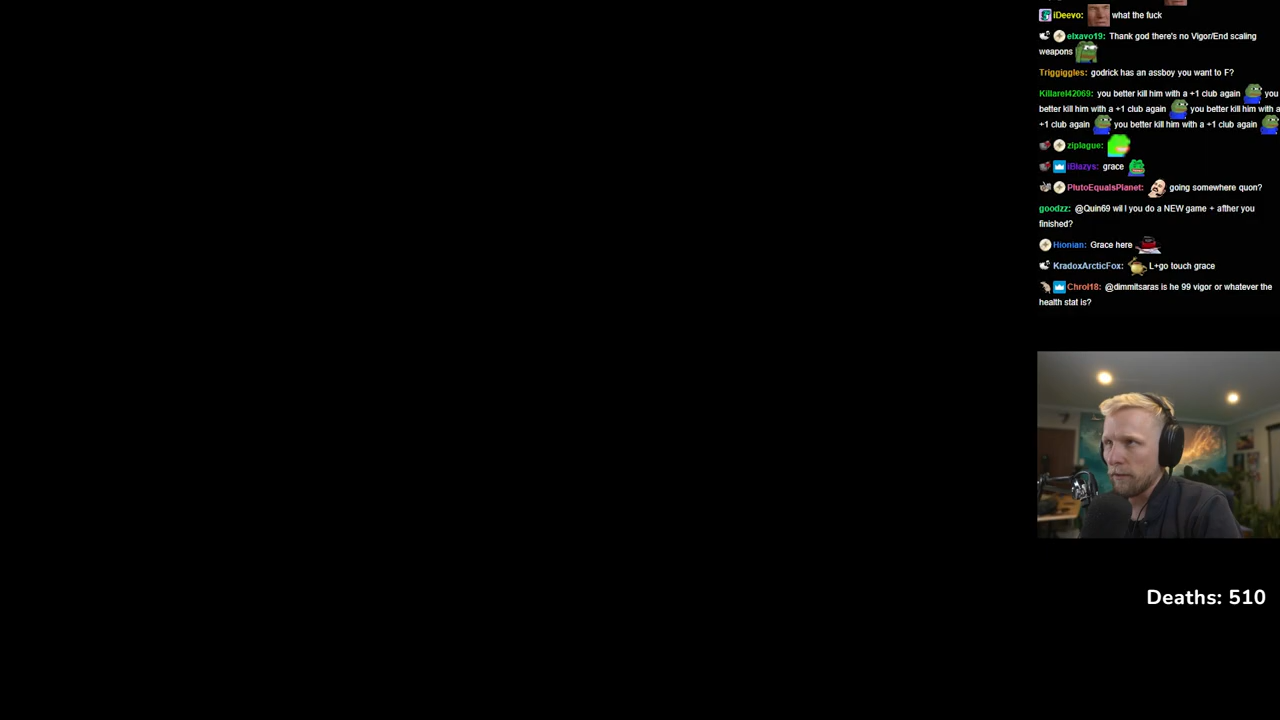 iDeevo: what the fuck
elxavo19: Thank god there's no Vigor/End scaling
weapons
Triggiggles: godrick has an assboy you want to F?
Killarel42069: you better kill him with a +1 club again you
better kill him with a +1 club again you better kill him with a
+1 club again you better kill him with a +1 club again
ziplague:
iBlazys: grace
PlutoEqualsPlanet: going somewhere quon?
goodzz: @Quin69 wil l you do a NEW game + afther you
finished?
Hionian: Grace here
KradoxArcticFox: L+go touch grace
Chrol18: @dimmitsaras is he 99 vigor or whatever the
health stat is?
Deaths: 510